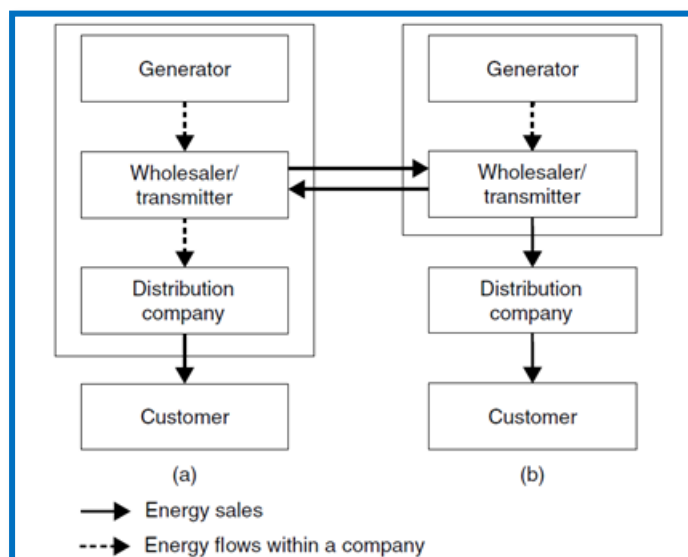 Generator
Wholesaler/
transmitter
Distribution
company
Customer
(a)
Generator
Wholesaler/
transmitter
Distribution
company
Customer
(b)
Energy sales
Energy flows within a company